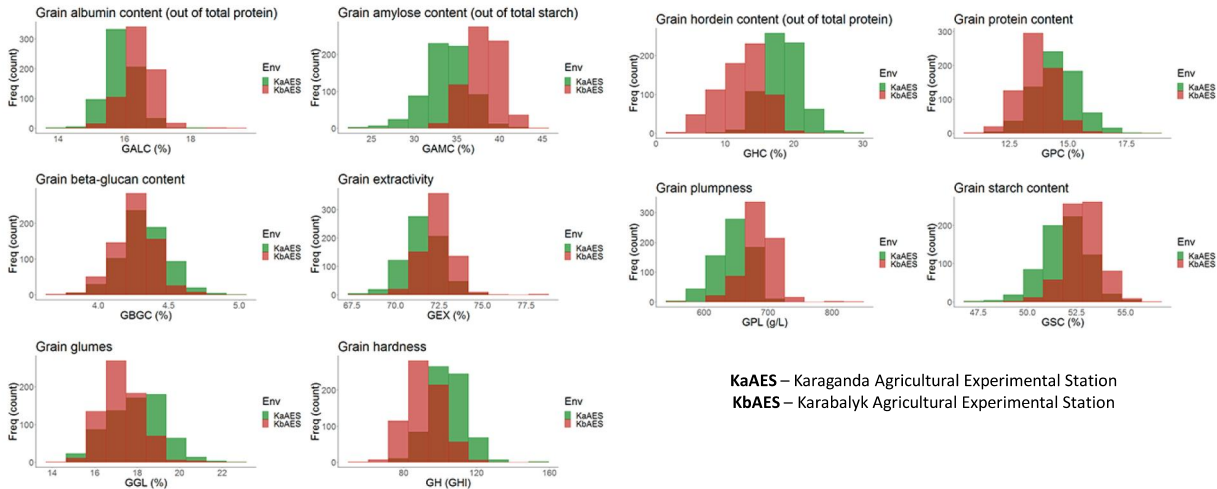 Grain albumin content (out of total protein)
Freq (count)
300
200
100
0
14
16
18
GALC (%)
Env
KaAES
KbAES
Grain amylose content (out of total starch)
Freq (count)
200
100
0
25
30
35
40
45
GAMC (%)
Env
KaAES
KbAES
Grain hordein content (out of total protein)
Freq (count)
200
100
0
0
10
20
30
GHC (%)
Env
KaAES
KbAES
Grain protein content
Freq (count)
300
200
100
0
12.5
15.0
17.5
GPC (%)
Env
KaAES
KbAES
Grain beta-glucan content
Freq (count)
200
100
0
4.0
4.5
5.0
GBGC (%)
Env
KaAES
KbAES
Grain extractivity
Freq (count)
300
200
100
0
67.5
70.0
72.5
75.0
77.5
GEX (%)
Env
KaAES
KbAES
Grain plumpness
Freq (count)
300
200
100
0
600
700
800
GPL (g/L)
Env
KaAES
KbAES
Grain starch content
Freq (count)
200
100
0
47.5
50.0
52.5
55.0
GSC (%)
Env
KaAES
KbAES
Grain glumes
Freq (count)
200
100
0
14
16
18
20
22
GGL (%)
Env
KaAES
KbAES
Grain hardness
Freq (count)
200
100
0
80
120
160
GH (GHI)
Env
KaAES
KbAES
KaAES – Karaganda Agricultural Experimental Station
KbAES – Karabalyk Agricultural Experimental Station